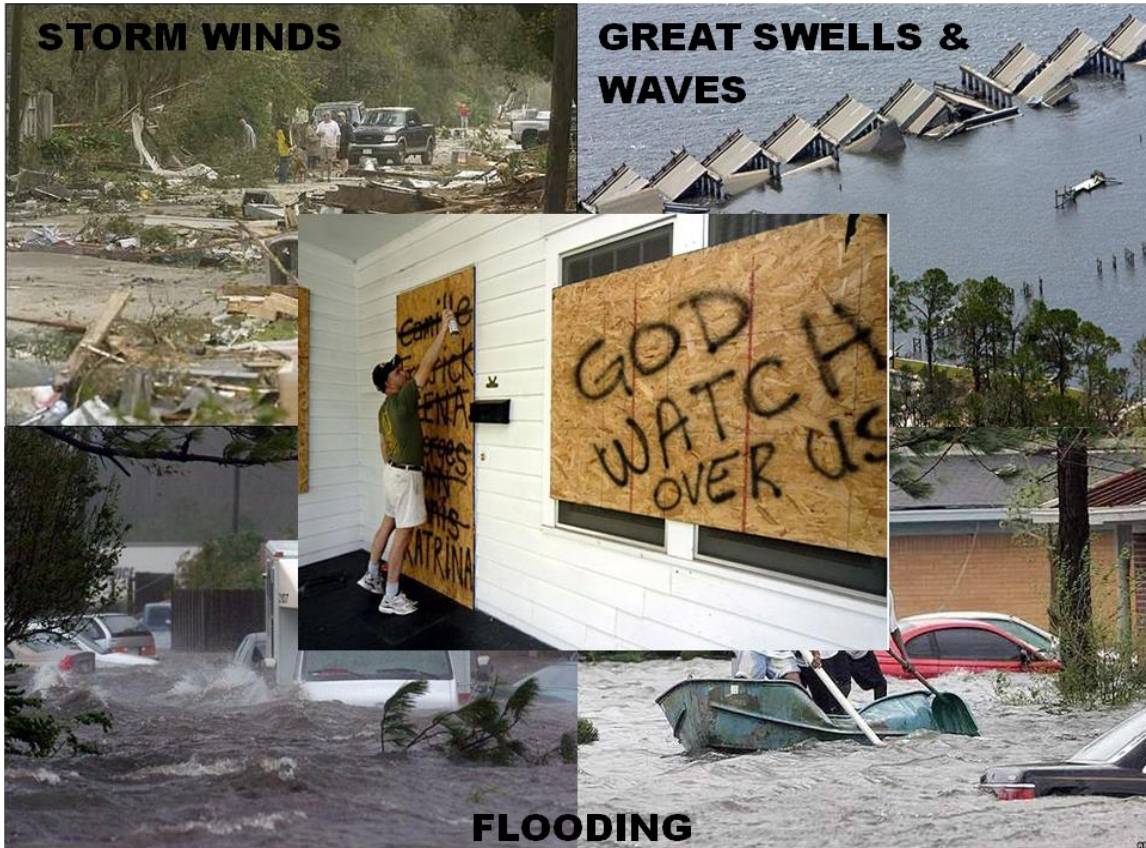 STORM WINDS
GREAT SWELLS &
WAVES
Camille
KATRINA
GOD
WATCH
OVER US
FLOODING